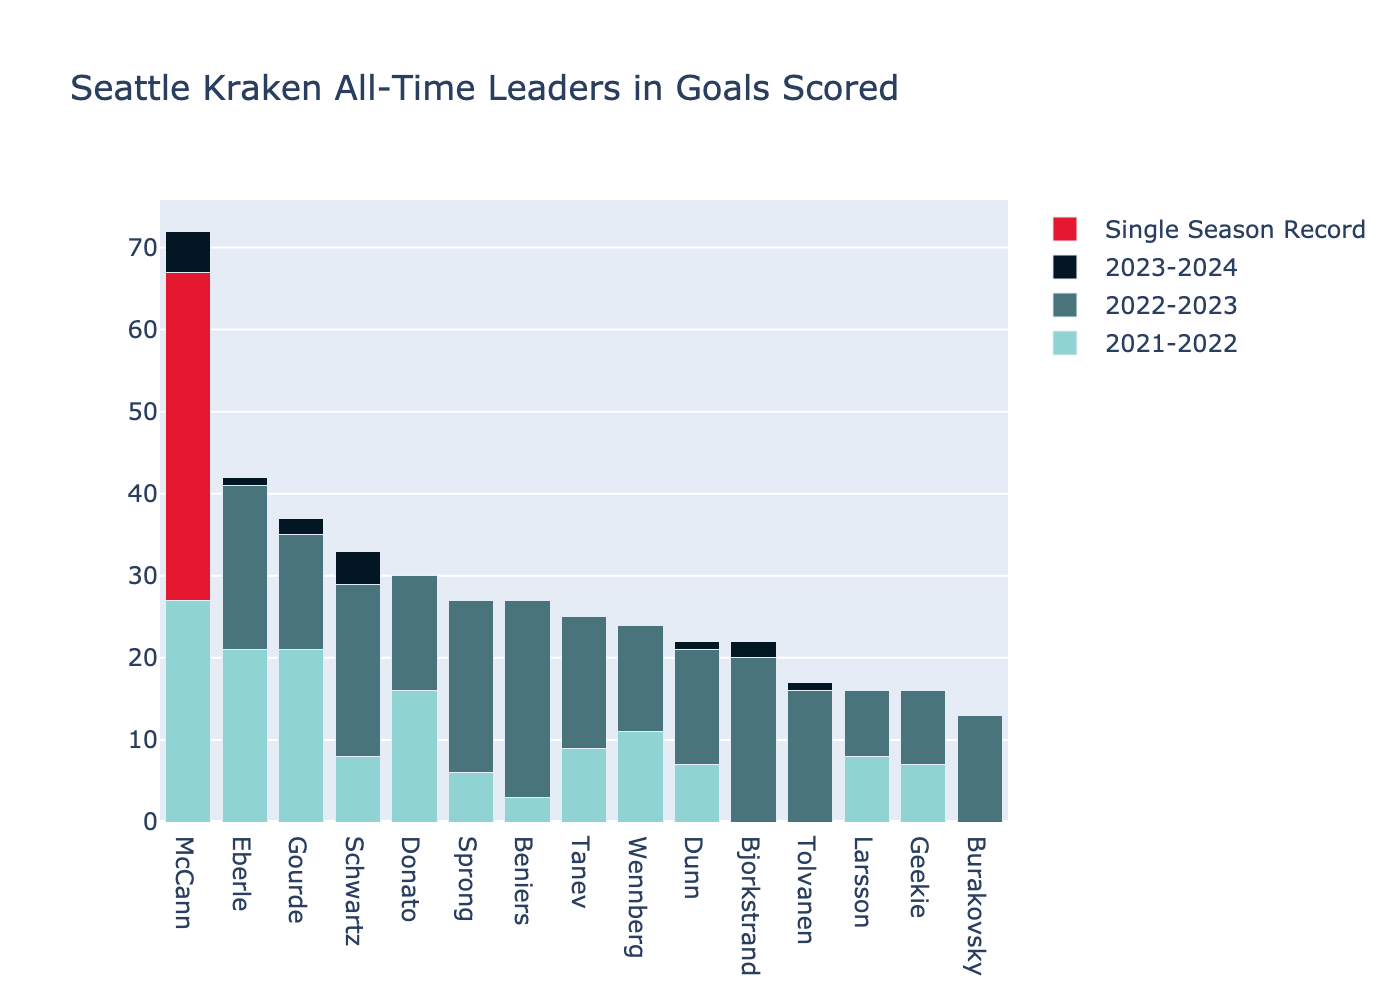 Seattle Kraken All-Time Leaders in Goals Scored
70
60
50
40
30
20
10
0
McCann
Eberle
Gourde
Schwartz
Donato
Sprong
Beniers
Tanev
Wennberg
Dunn
Bjorkstrand
Tolvanen
Larsson
Geekie
Burakovsky
Single Season Record
2023-2024
2022-2023
2021-2022